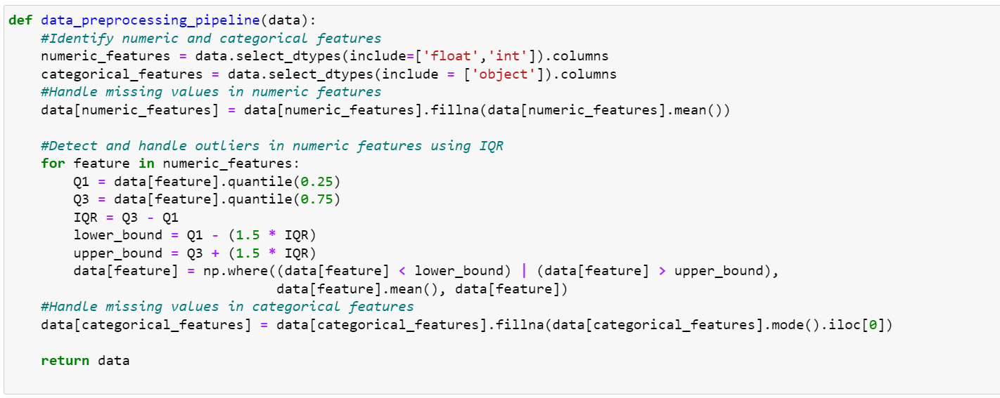 def data_preprocessing_pipeline(data):
    #Identify numeric and categorical features
    numeric_features = data.select_dtypes(include=['float','int']).columns
    categorical_features = data.select_dtypes(include = ['object']).columns
    #Handle missing values in numeric features
    data[numeric_features] = data[numeric_features].fillna(data[numeric_features].mean())

    #Detect and handle outliers in numeric features using IQR
    for feature in numeric_features:
        Q1 = data[feature].quantile(0.25)
        Q3 = data[feature].quantile(0.75)
        IQR = Q3 - Q1
        lower_bound = Q1 - (1.5 * IQR)
        upper_bound = Q3 + (1.5 * IQR)
        data[feature] = np.where((data[feature] < lower_bound) | (data[feature] > upper_bound),
                                 data[feature].mean(), data[feature])
    #Handle missing values in categorical features
    data[categorical_features] = data[categorical_features].fillna(data[categorical_features].mode().iloc[0])

    return data